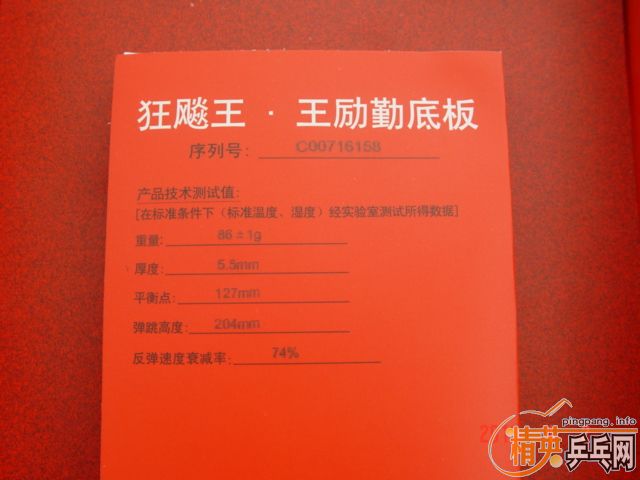 狂飚王 · 王励勤底板
序列号: C00716158
产品技术测试值:
[在标准条件下（标准温度、湿度）经实验室测试所得数据]
重量: 86±1g
厚度: 5.5mm
平衡点: 127mm
弹跳高度: 204mm
反弹速度衰减率: 74%
pingpang.info
精英乒乓网